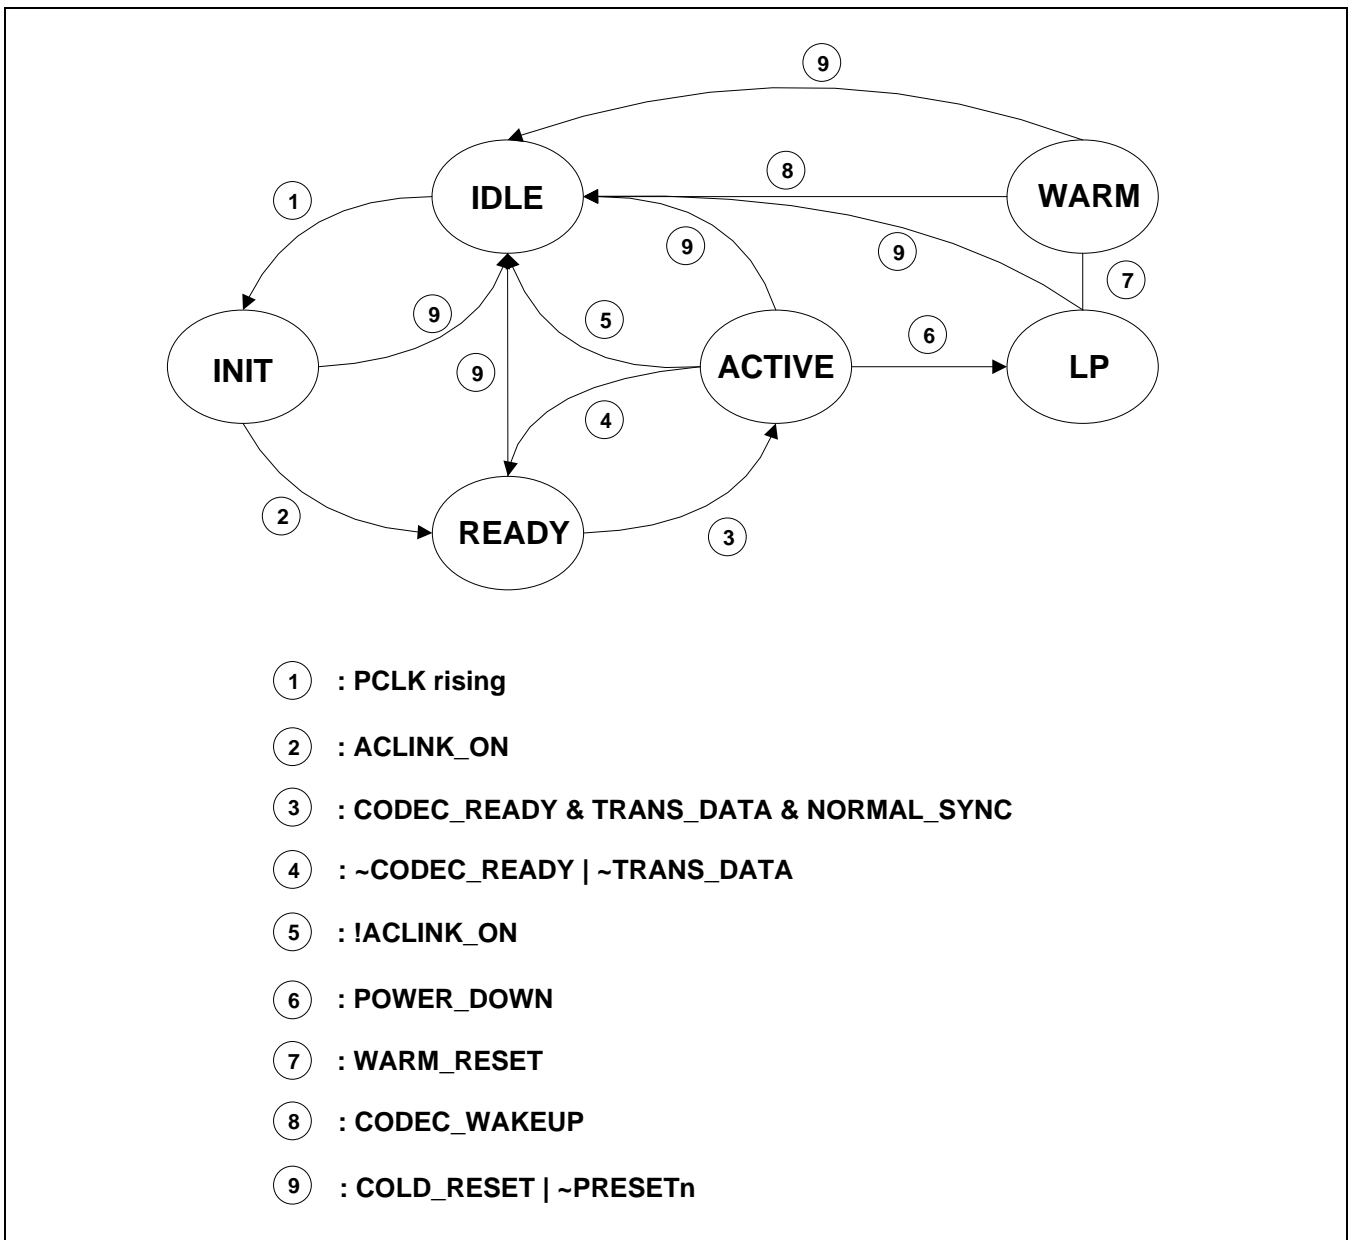 9
IDLE
8
WARM
1
9
9
7
9
5
6
INIT
9
ACTIVE
LP
4
2
READY
3
1 : PCLK rising
2 : ACLINK_ON
3 : CODEC_READY & TRANS_DATA & NORMAL_SYNC
4 : ~CODEC_READY | ~TRANS_DATA
5 : !ACLINK_ON
6 : POWER_DOWN
7 : WARM_RESET
8 : CODEC_WAKEUP
9 : COLD_RESET | ~PRESETn